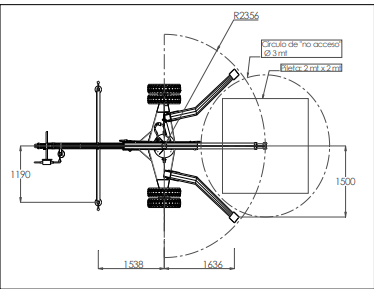 R2356
Circulo de "no acceso"
Ø 3 mt
Pileta: 2 mt x 2 mt
1190
1500
1538
1636